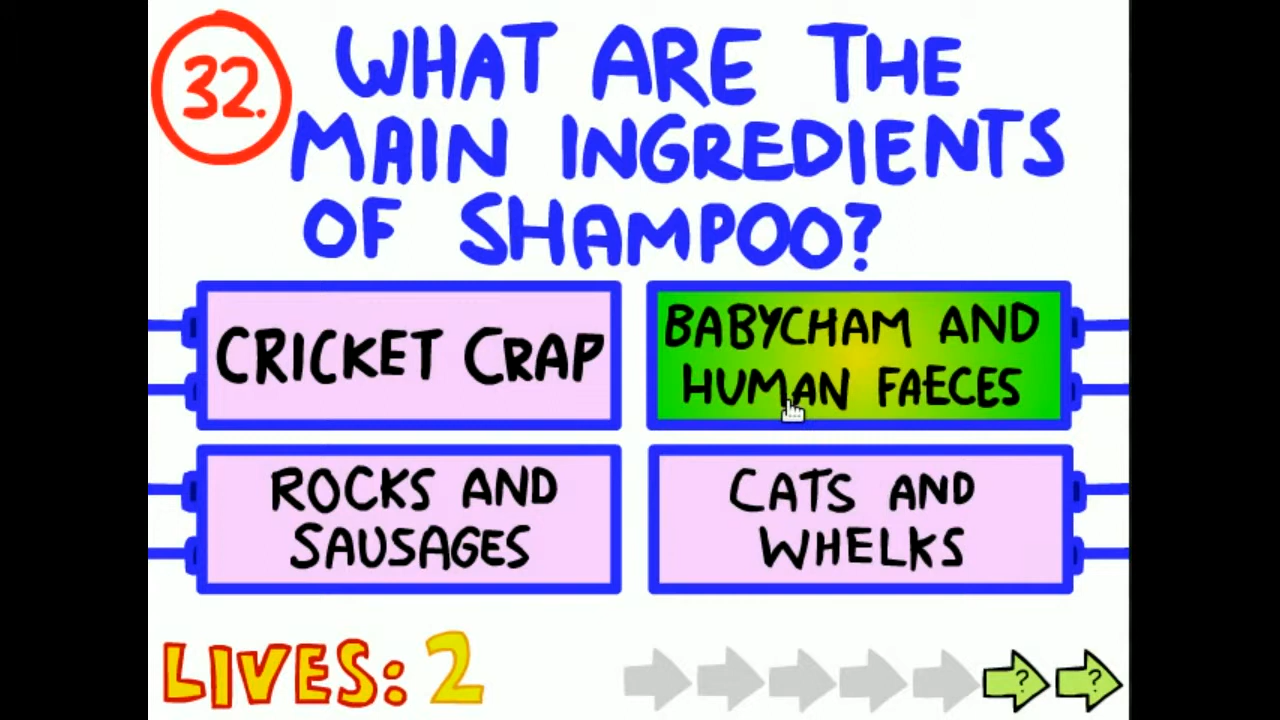 32.
WHAT ARE THE
MAIN INGREDIENTS
OF SHAMPOO?
CRICKET CRAP
BABYCHAM AND
HUMAN FAECES
ROCKS AND
SAUSAGES
CATS AND
WHELKS
LIVES: 2
? ?